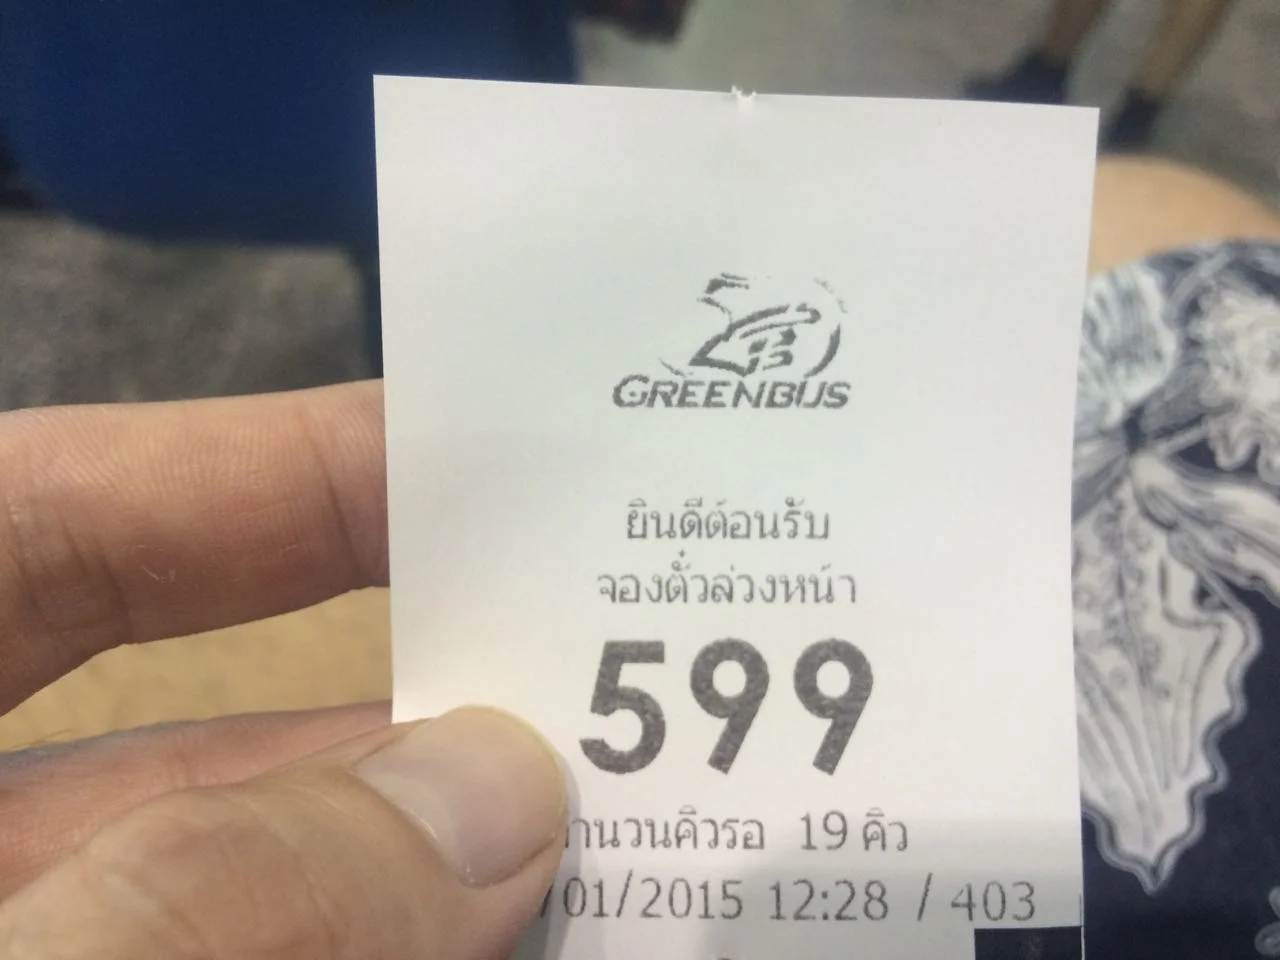 GREENBUS
ยินดีต้อนรับ
จองตั๋วล่วงหน้า
599
จำนวนคิวรอ 19 คิว
/01/2015 12:28 / 403